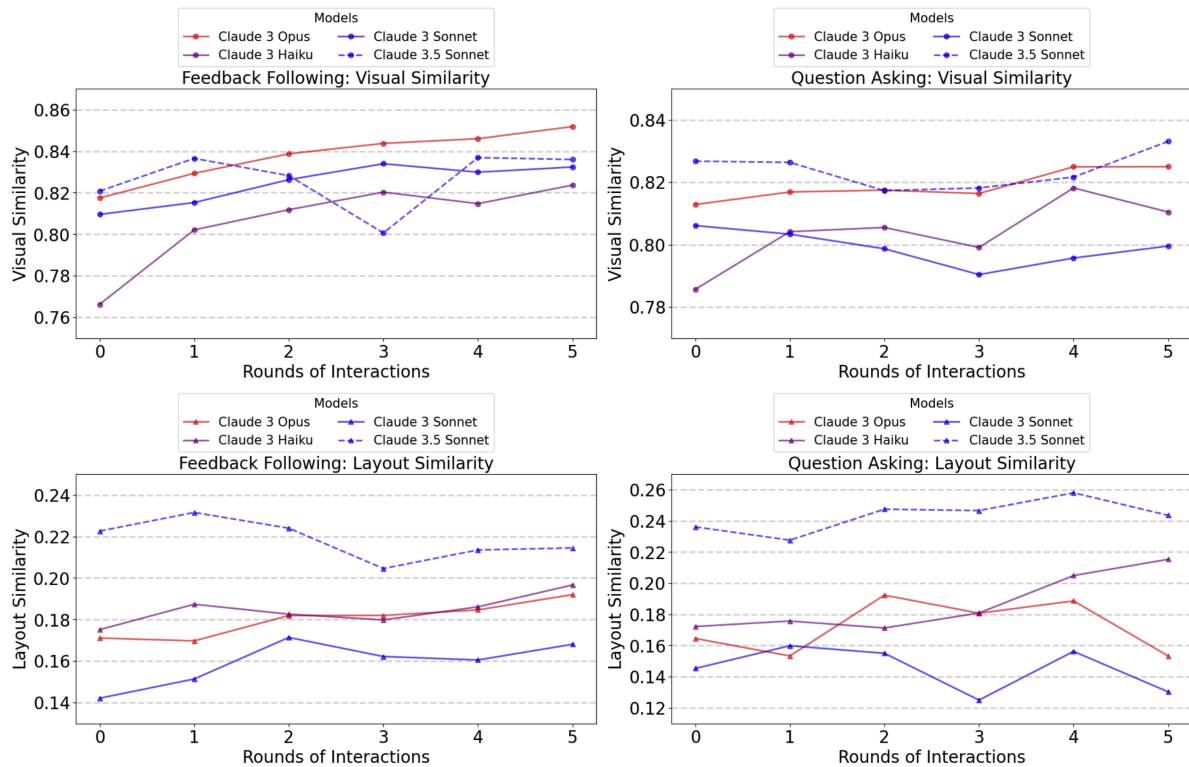 Models
Claude 3 Opus Claude 3 Sonnet
Claude 3 Haiku Claude 3.5 Sonnet
Feedback Following: Visual Similarity
Visual Similarity
0.86
0.84
0.82
0.80
0.78
0.76
0 1 2 3 4 5
Rounds of Interactions
Models
Claude 3 Opus Claude 3 Sonnet
Claude 3 Haiku Claude 3.5 Sonnet
Question Asking: Visual Similarity
Visual Similarity
0.84
0.82
0.80
0.78
0 1 2 3 4 5
Rounds of Interactions
Models
Claude 3 Opus Claude 3 Sonnet
Claude 3 Haiku Claude 3.5 Sonnet
Feedback Following: Layout Similarity
Layout Similarity
0.24
0.22
0.20
0.18
0.16
0.14
0 1 2 3 4 5
Rounds of Interactions
Models
Claude 3 Opus Claude 3 Sonnet
Claude 3 Haiku Claude 3.5 Sonnet
Question Asking: Layout Similarity
Layout Similarity
0.26
0.24
0.22
0.20
0.18
0.16
0.14
0.12
0 1 2 3 4 5
Rounds of Interactions